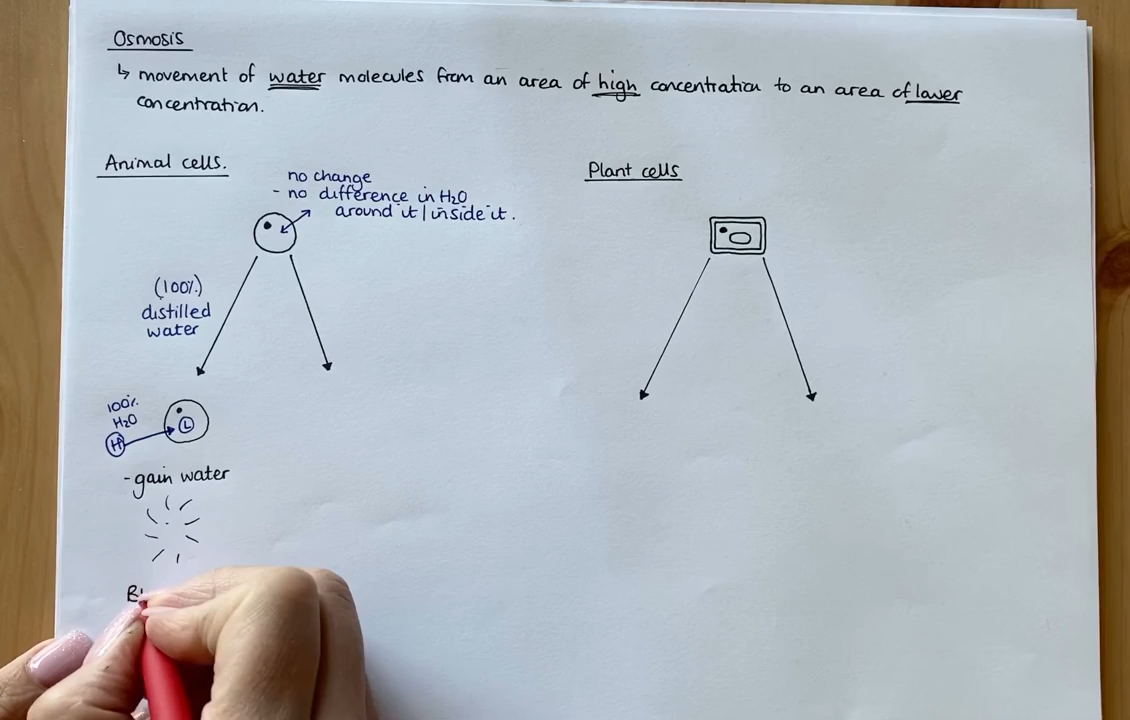 Osmosis
↳ movement of water molecules from an area of high concentration to an area of lower
concentration.
Animal cells.
no change
- no difference in H2O
around it / inside it.
(100%)
distilled
water
100%
H2O
H
L
- gain water
Plant cells